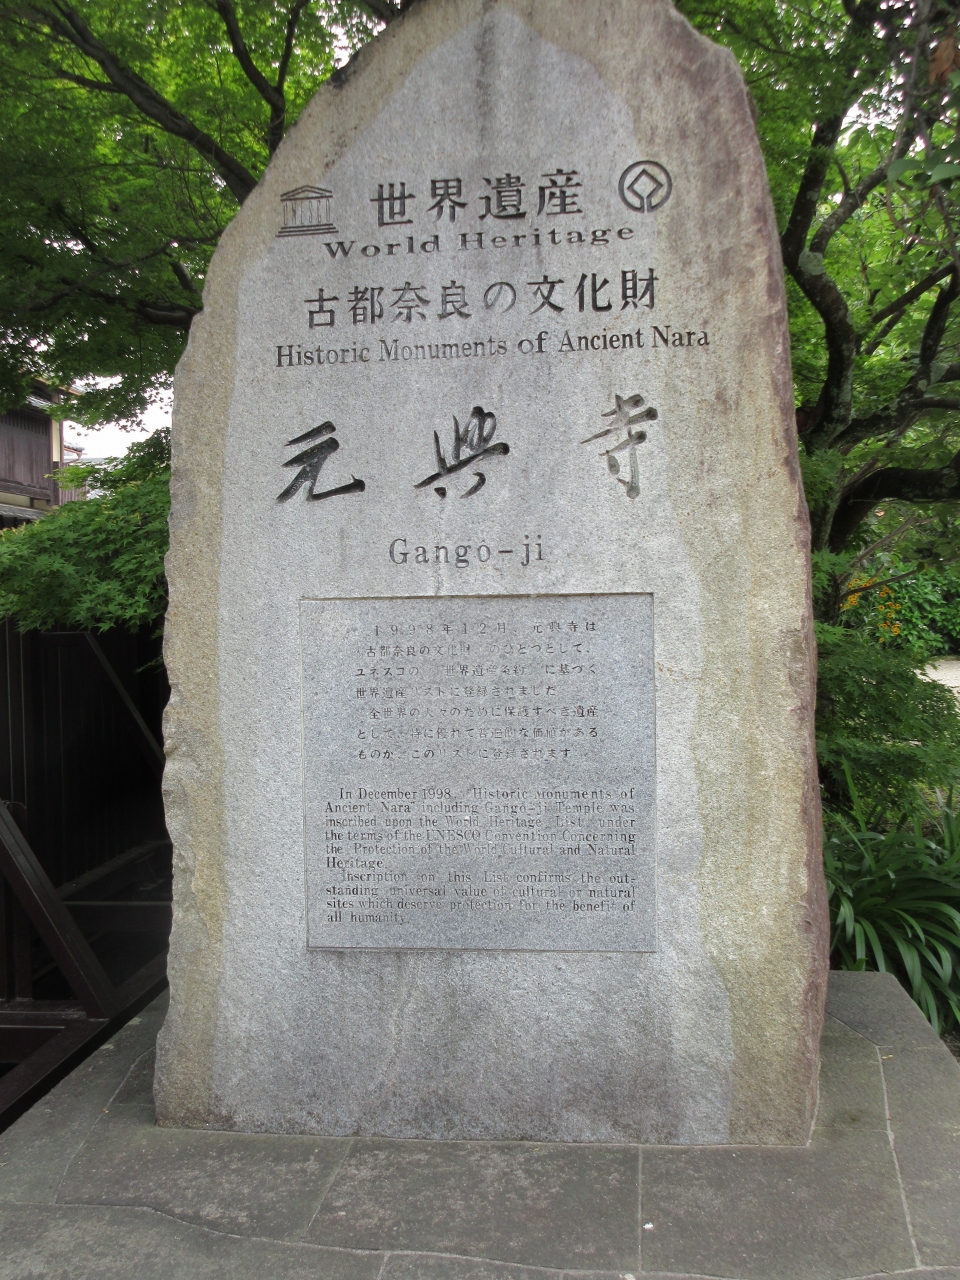 世界遺産
World Heritage
古都奈良の文化財
Historic Monuments of Ancient Nara
元興寺
Gangō-ji
1998年12月、元興寺は
「古都奈良の文化財」のひとつとして、
ユネスコの「世界遺産条約」に基づく
世界遺産リストに登録されました
全世界の人々のために保護すべき遺産
として、特に優れて普遍的な価値がある
ものが、このリストに登録されます。
In December 1998, "Historic Monuments of
Ancient Nara" including Gangō-ji Temple was
inscribed upon the World Heritage List under
the terms of the UNESCO Convention Concerning
the Protection of the World Cultural and Natural
Heritage.
Inscription on this List confirms the out-
standing universal value of cultural or natural
sites which deserve protection for the benefit of
all humanity.